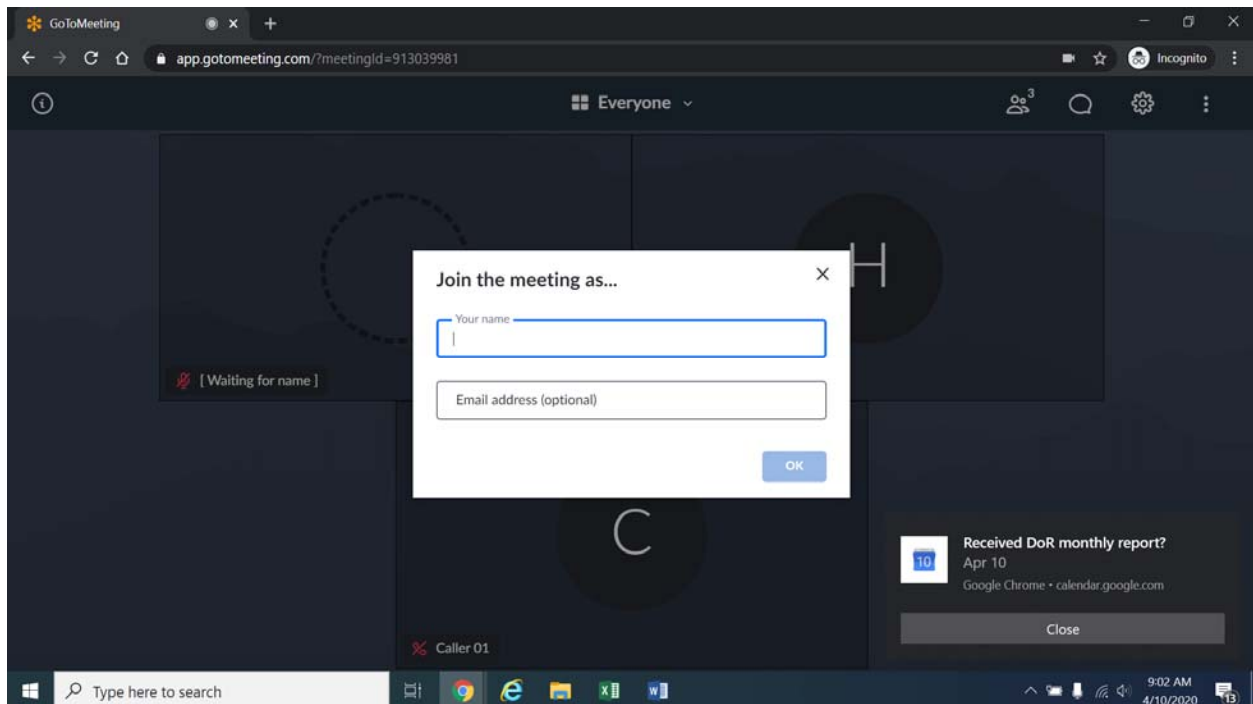 GoToMeeting
app.gotomeeting.com/?meetingId=913039981
Incognito
Everyone
3
H
Join the meeting as...
Your name
Email address (optional)
OK
[ Waiting for name ]
C
Caller 01
10
Received DoR monthly report?
Apr 10
Google Chrome • calendar.google.com
Close
Type here to search
9:02 AM
4/10/2020
13